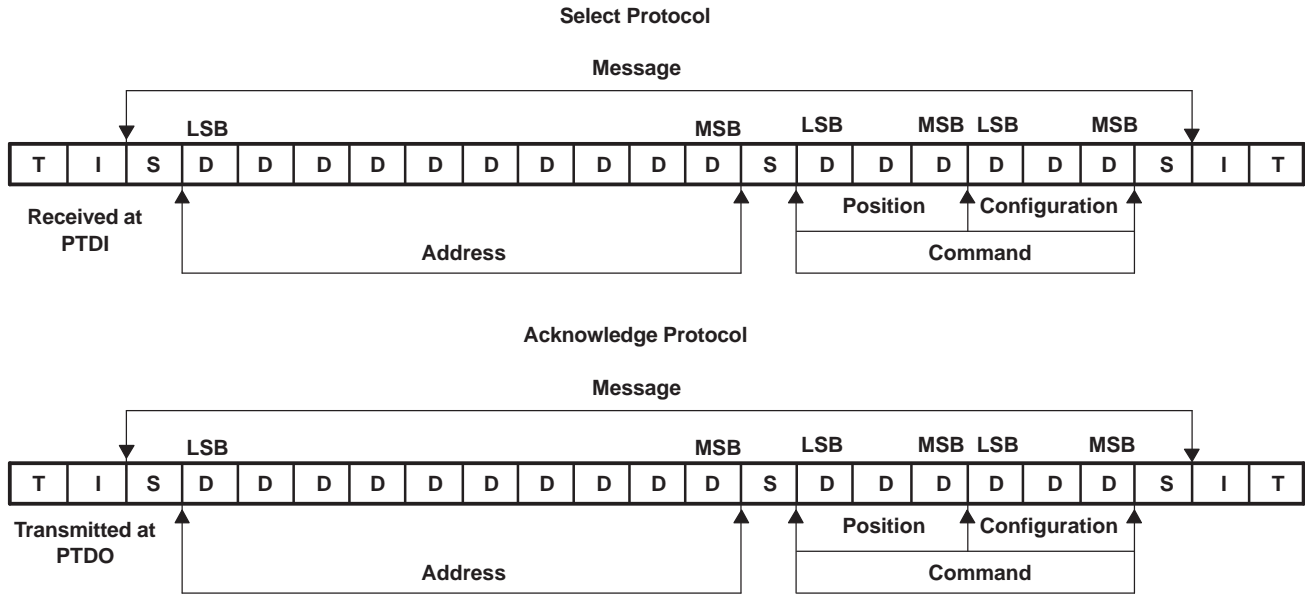 Select Protocol
Message
LSB MSB LSB MSB LSB MSB
T I S D D D D D D D D D D S D D D D D D S I T
Received at
PTDI
Position Configuration
Address Command
Acknowledge Protocol
Message
LSB MSB LSB MSB LSB MSB
T I S D D D D D D D D D D S D D D D D D S I T
Transmitted at
PTDO
Position Configuration
Address Command